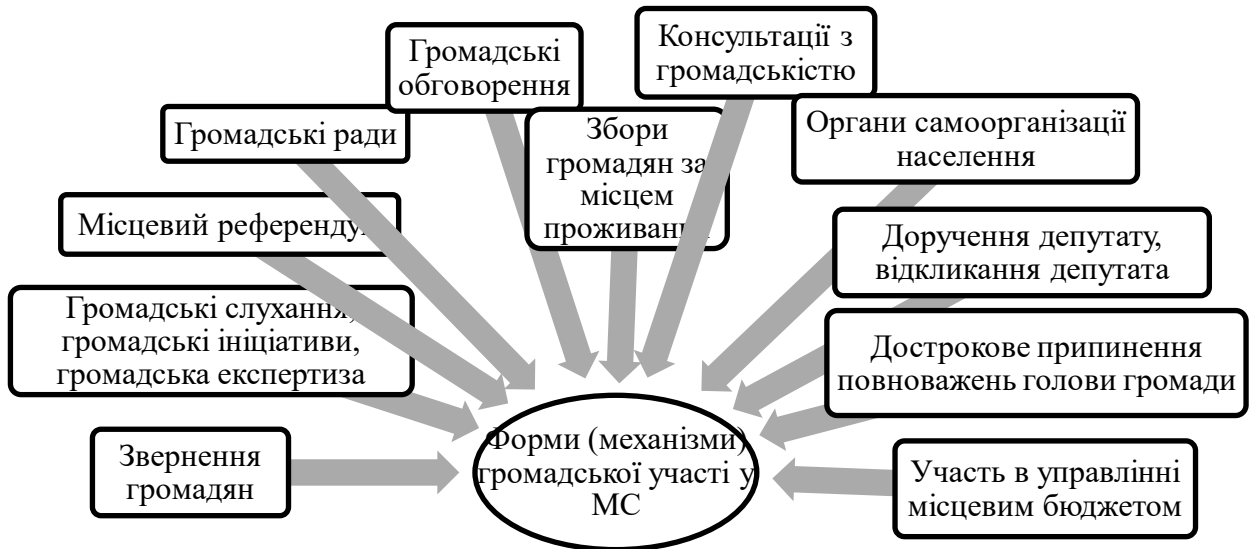 Консультації з
громадськістю
Громадські
обговорення
Громадські ради
Збори
громадян за
місцем
проживання
Органи самоорганізації
населення
Місцевий референдум
Доручення депутату,
відкликання депутата
Громадські слухання,
громадські ініціативи,
громадська експертиза
Дострокове припинення
повноважень голови громади
Звернення
громадян
Форми (механізми)
громадської участі у
МС
Участь в управлінні
місцевим бюджетом